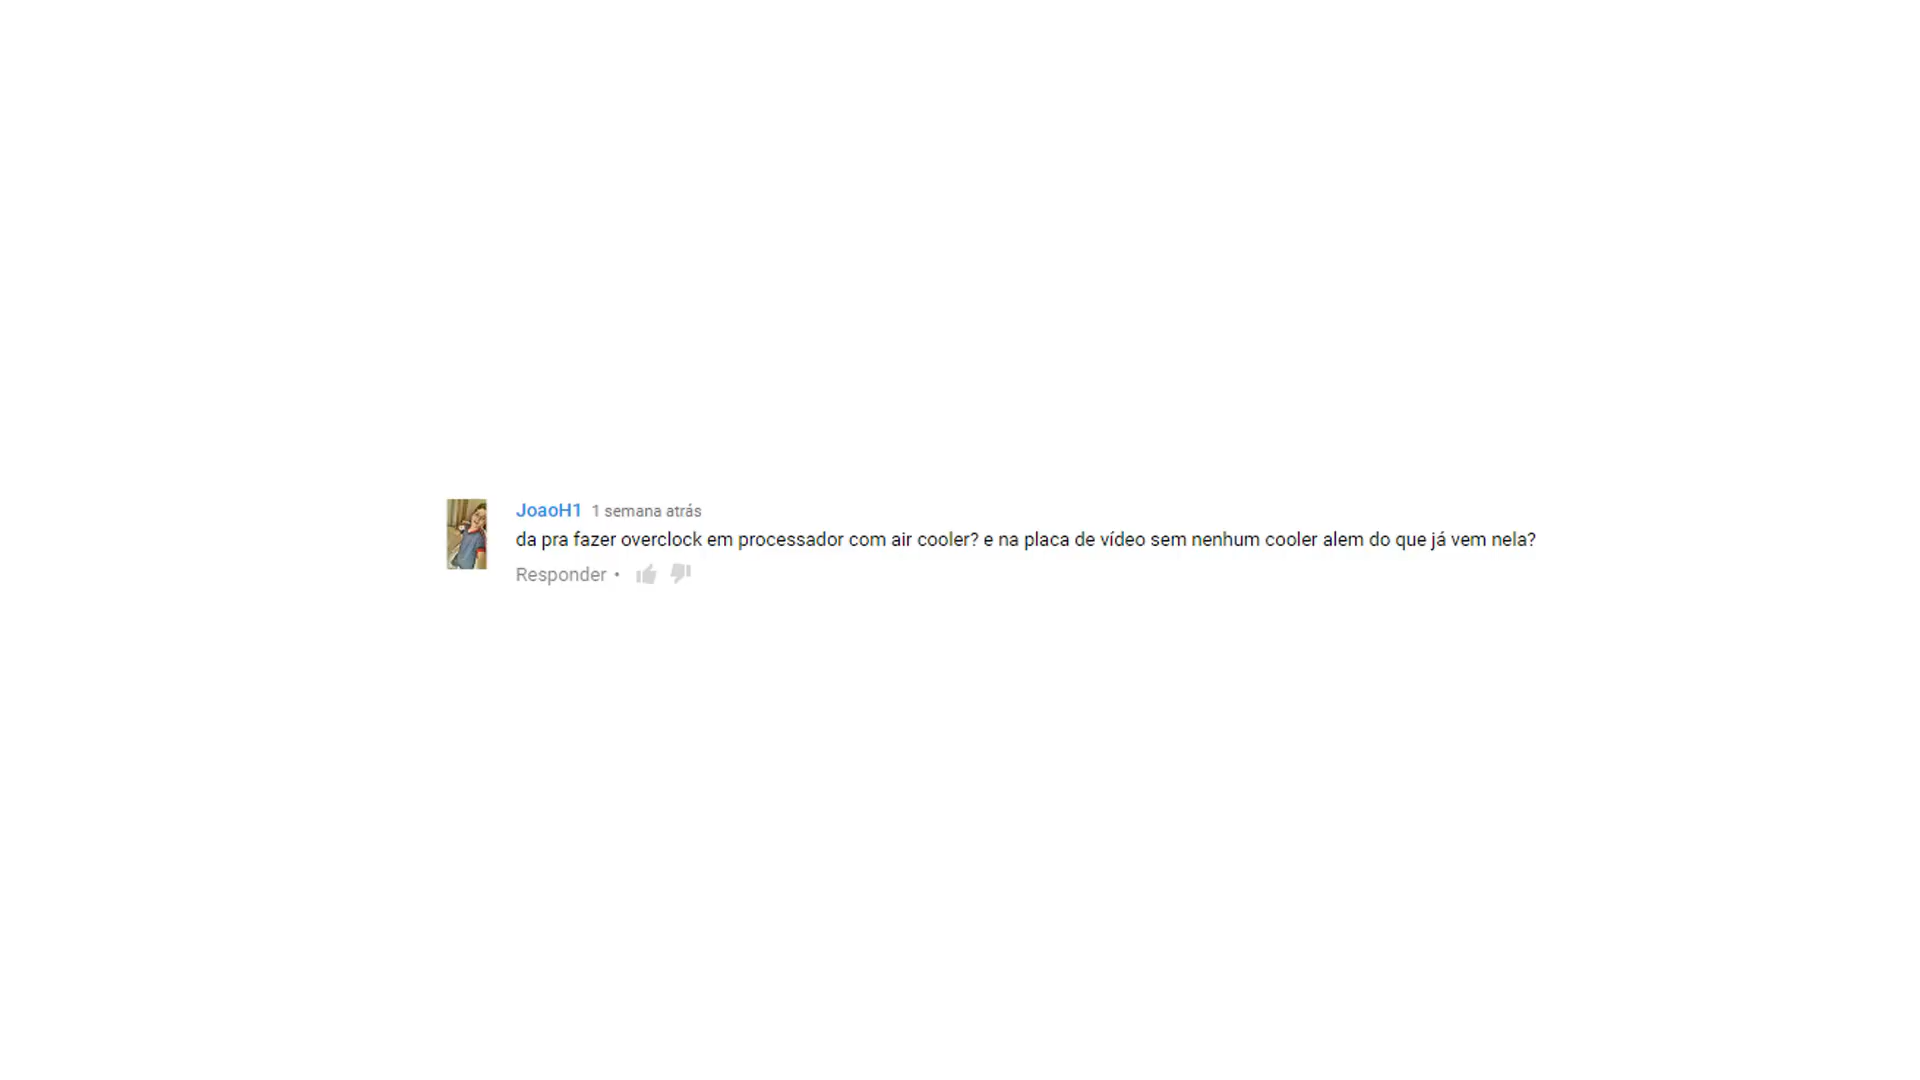 JoaoH1 1 semana atrás
da pra fazer overclock em processador com air cooler? e na placa de vídeo sem nenhum cooler alem do que já vem nela?
Responder •